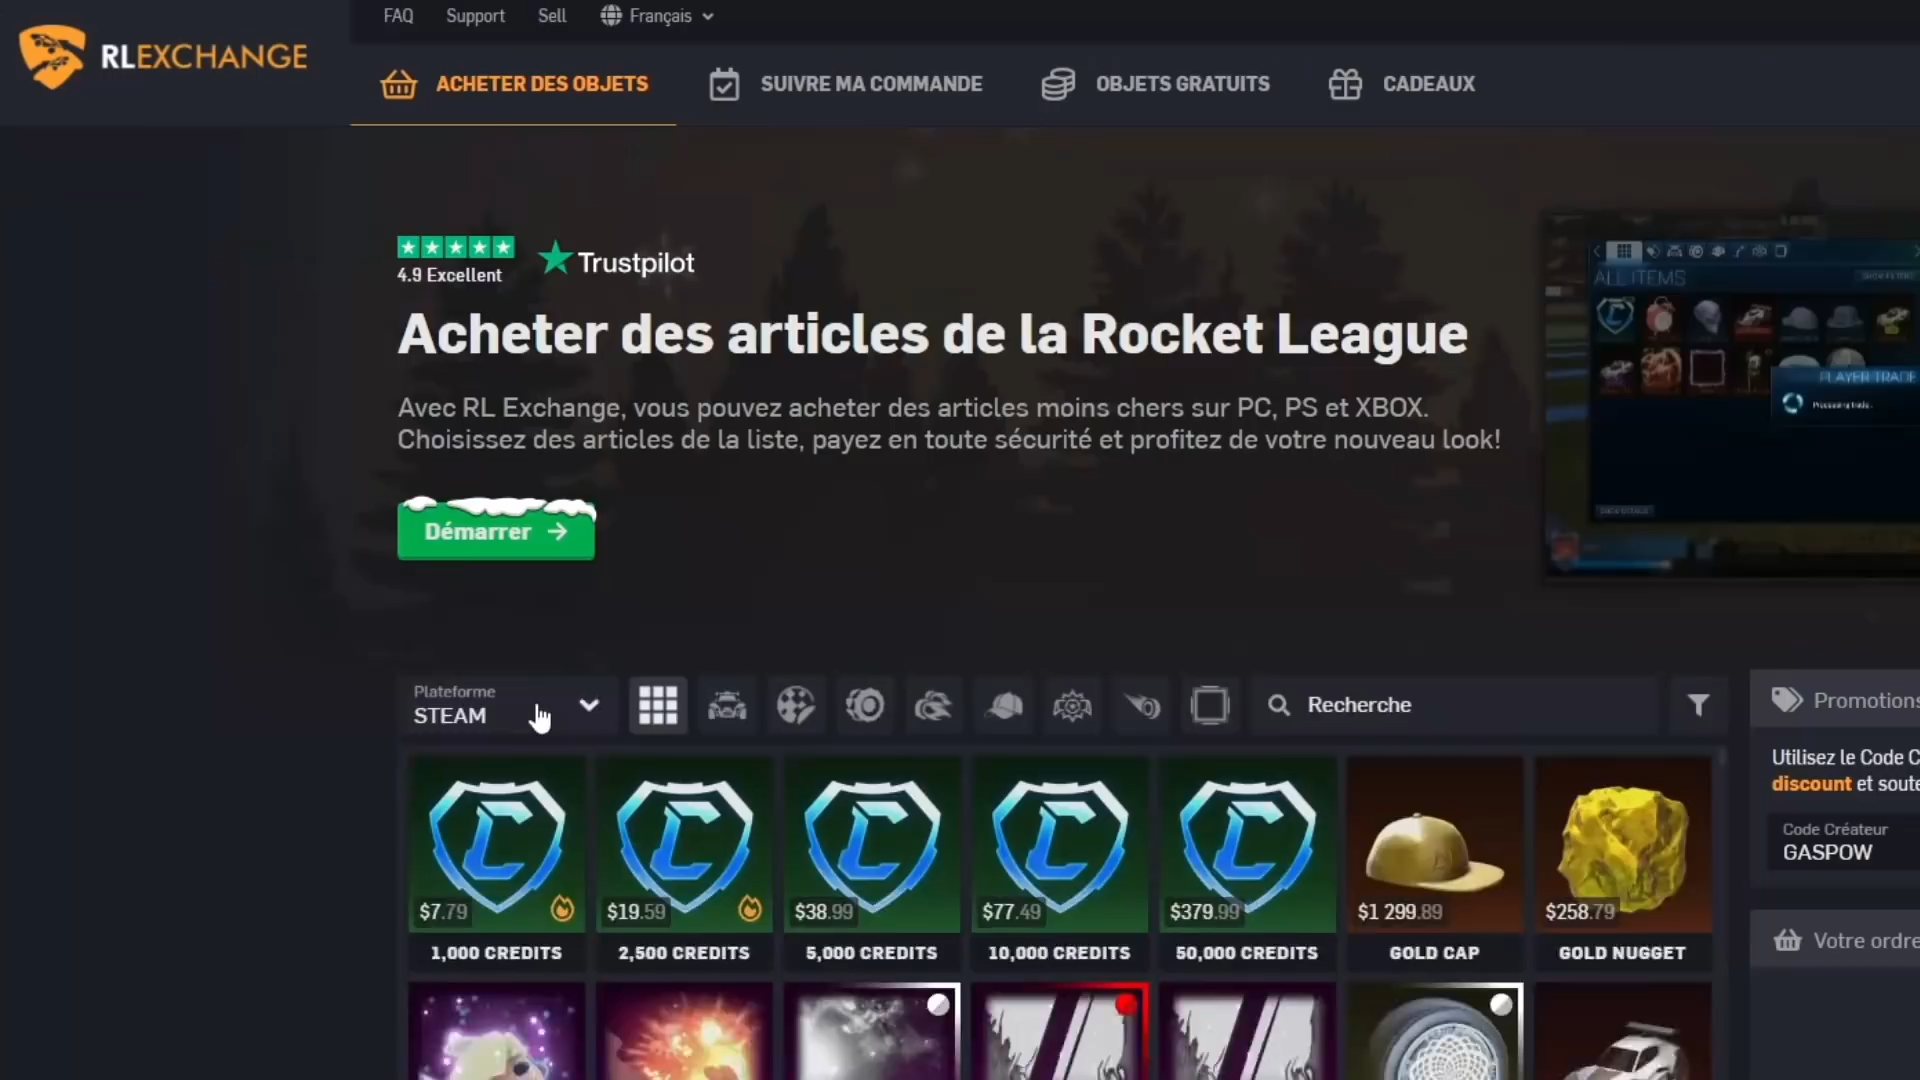 FAQ Support Sell Français
RLEXCHANGE
ACHETER DES OBJETS SUIVRE MA COMMANDE OBJETS GRATUITS CADEAUX
4.9 Excellent
Trustpilot
Acheter des articles de la Rocket League
Avec RL Exchange, vous pouvez acheter des articles moins chers sur PC, PS et XBOX.
Choisissez des articles de la liste, payez en toute sécurité et profitez de votre nouveau look!
Démarrer
ALL ITEMS
PLAYER TRADE
Processing trade..
Plateforme
STEAM
Recherche
Promotions
Utilisez le Code C
discount et soute
Code Créateur
GASPOW
Votre ordre
$7.79 $19.59 $38.99 $77.49 $379.99 $1 299.89 $258.79
1,000 CREDITS 2,500 CREDITS 5,000 CREDITS 10,000 CREDITS 50,000 CREDITS GOLD CAP GOLD NUGGET